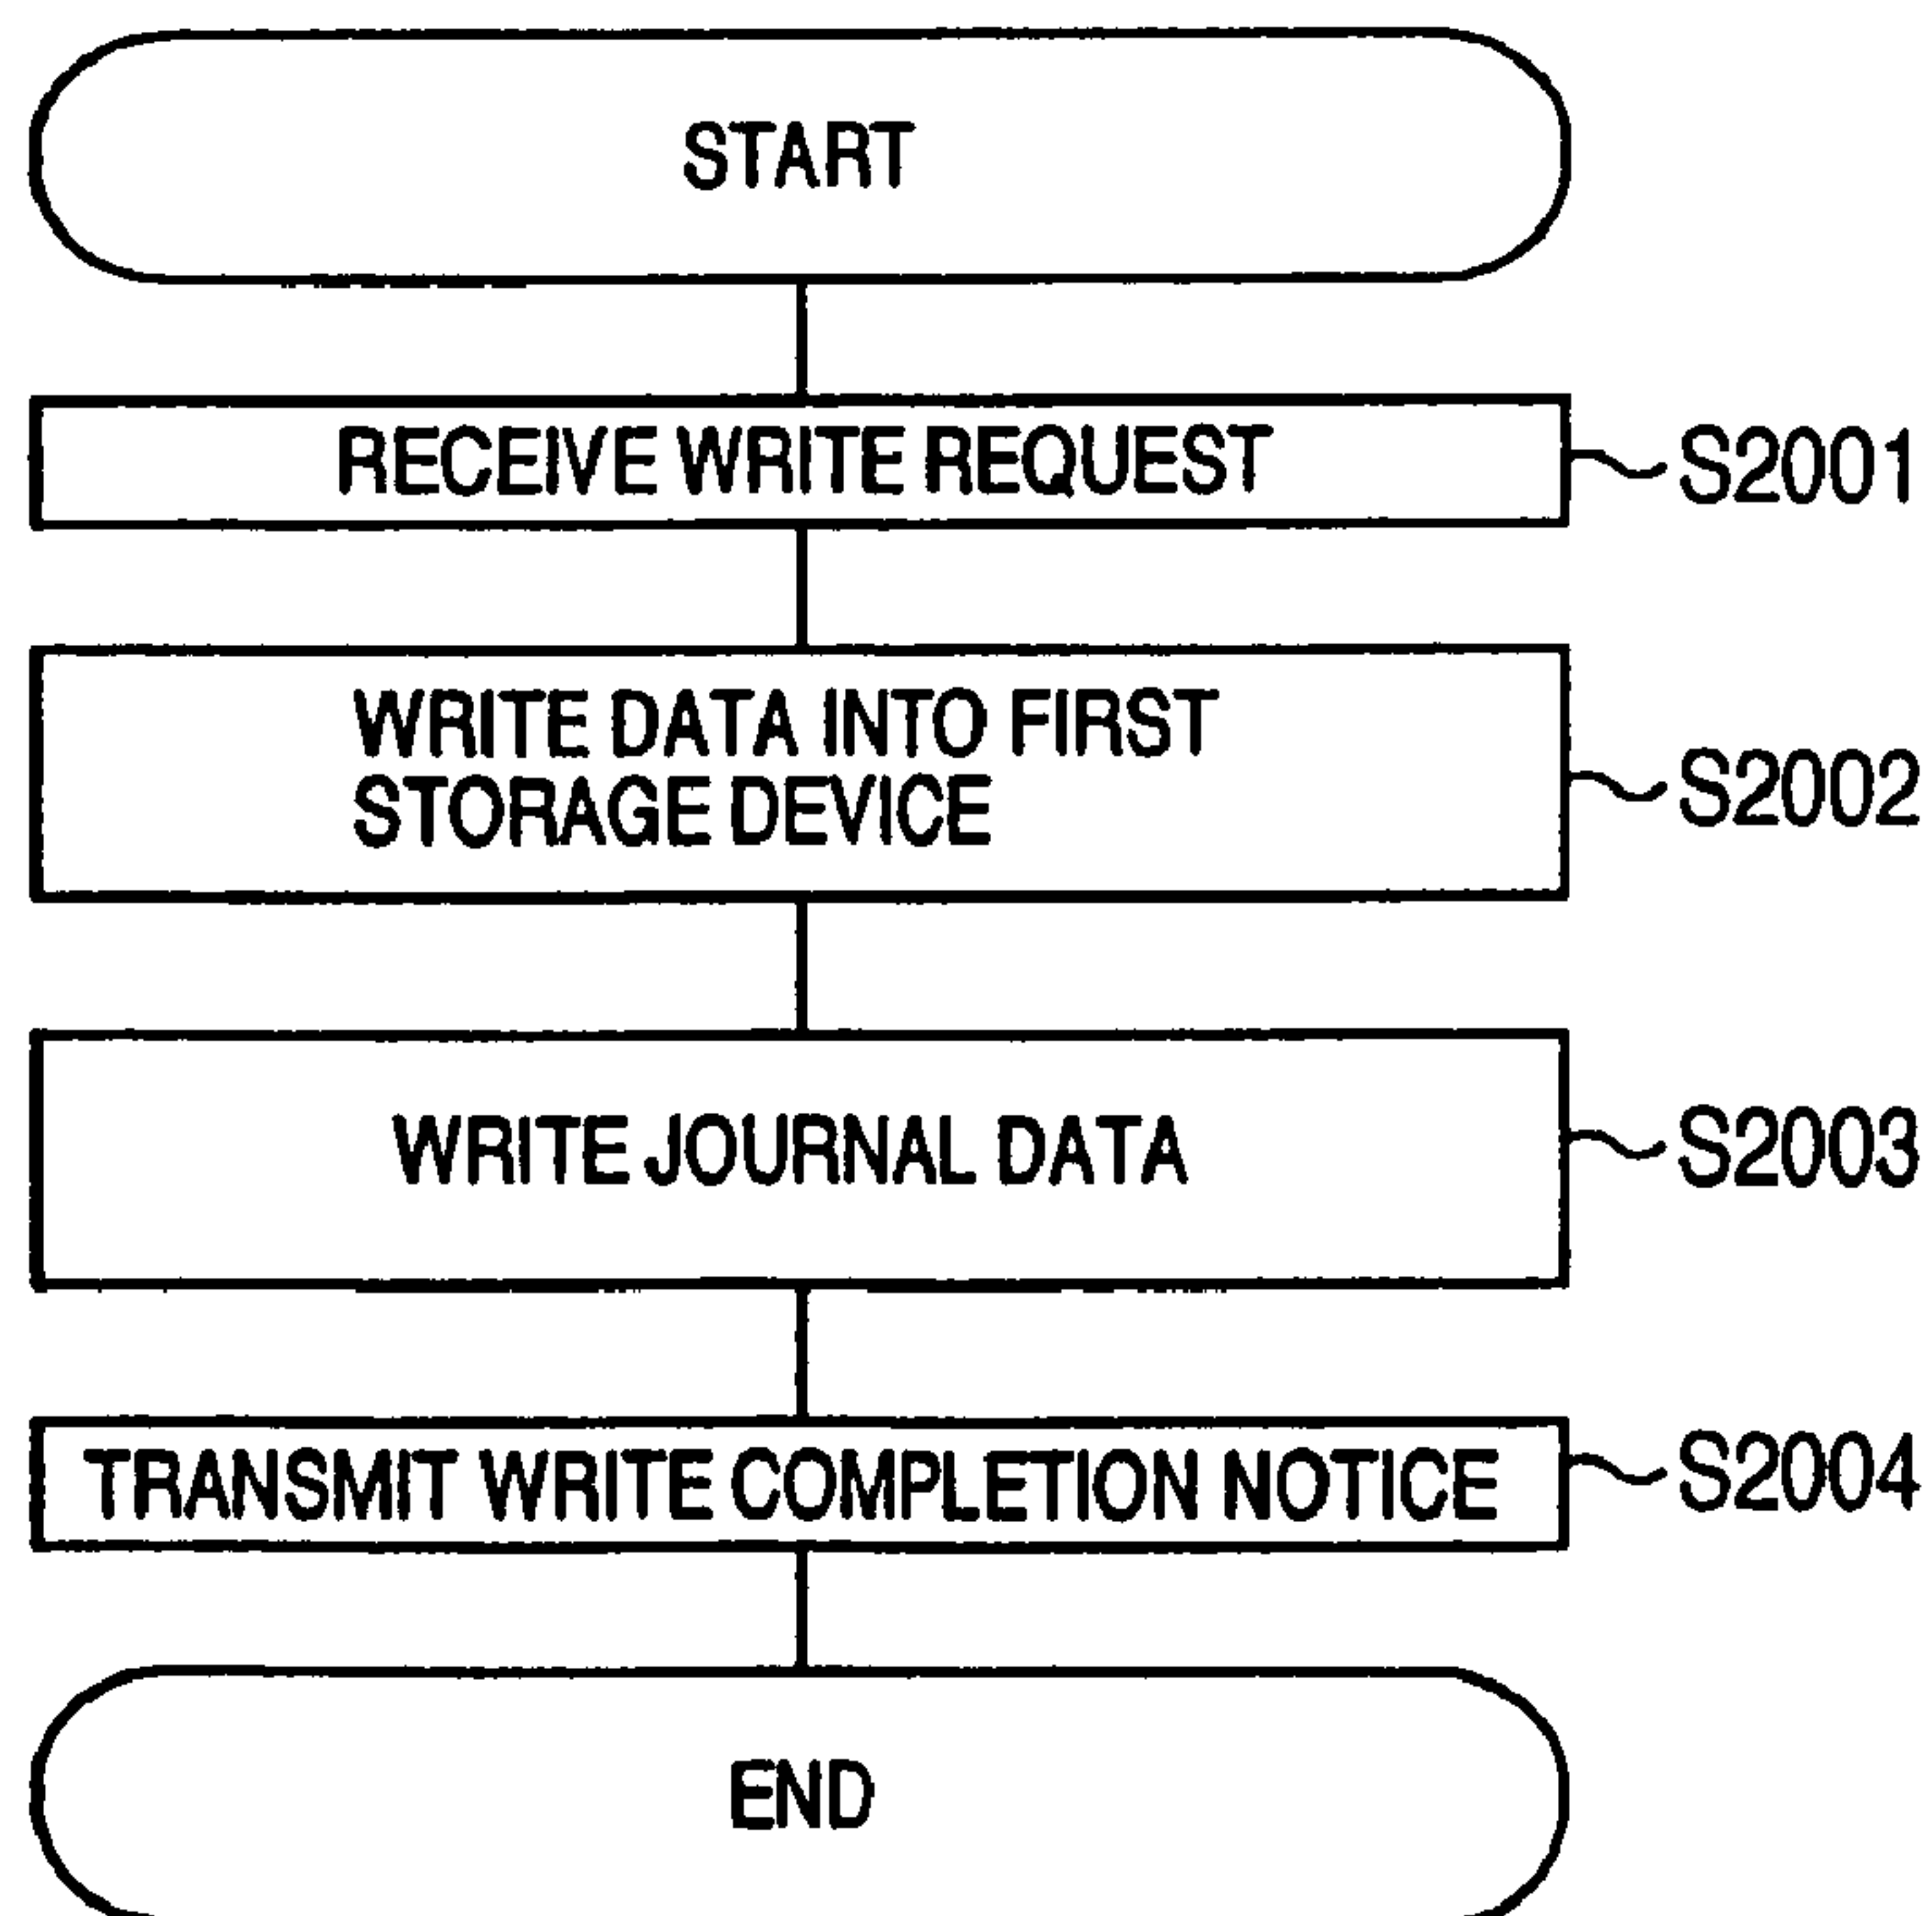 START
RECEIVE WRITE REQUEST
S2001
WRITE DATA INTO FIRST
STORAGE DEVICE
S2002
WRITE JOURNAL DATA
S2003
TRANSMIT WRITE COMPLETION NOTICE
S2004
END